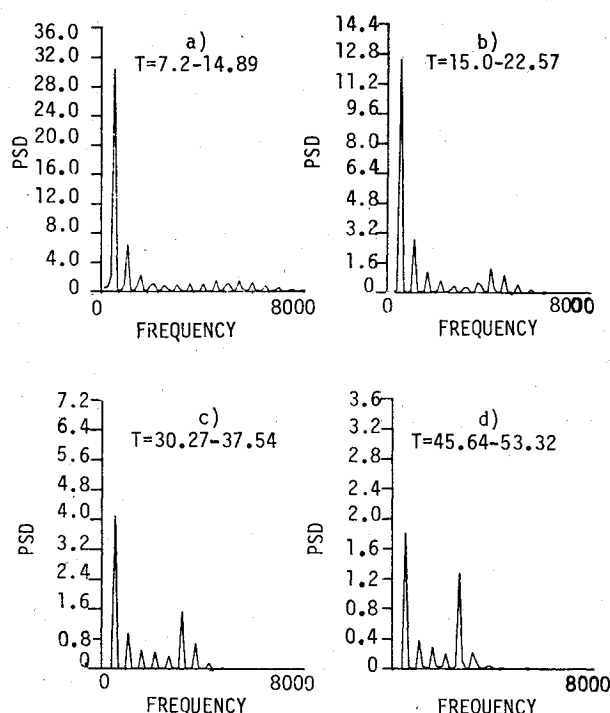 a)
T=7.2-14.89
36.0
32.0
28.0
24.0
20.0
16.0
12.0
8.0
4.0
0
PSD
0
8000
FREQUENCY
b)
T=15.0-22.57
14.4
12.8
11.2
9.6
8.0
6.4
4.8
3.2
1.6
0
PSD
0
8000
FREQUENCY
c)
T=30.27-37.54
7.2
6.4
5.6
4.8
4.0
3.2
2.4
1.6
0.8
0
PSD
0
8000
FREQUENCY
d)
T=45.64-53.32
3.6
3.2
2.8
2.4
2.0
1.6
1.2
0.8
0.4
0
PSD
8000
FREQUENCY